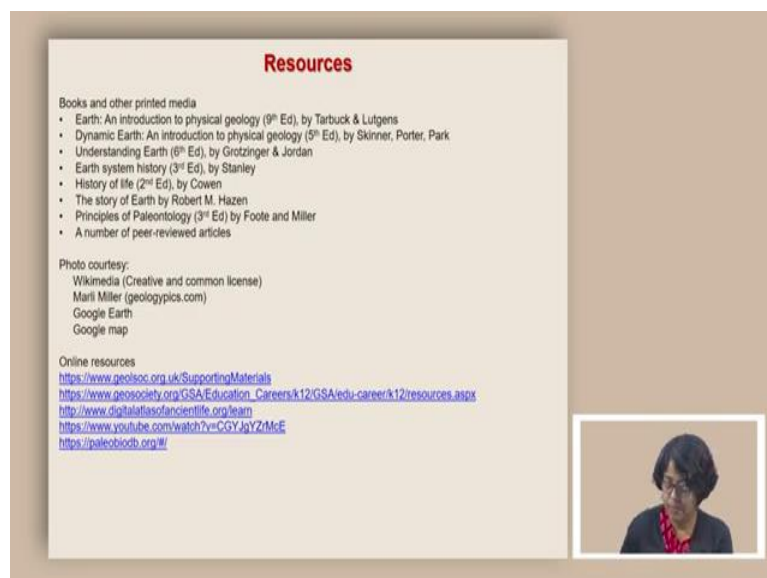 Resources
Books and other printed media
• Earth: An introduction to physical geology (9th Ed), by Tarbuck & Lutgens
• Dynamic Earth: An introduction to physical geology (5th Ed), by Skinner, Porter, Park
• Understanding Earth (6th Ed), by Grotzinger & Jordan
• Earth system history (3rd Ed), by Stanley
• History of life (2nd Ed), by Cowen
• The story of Earth by Robert M. Hazen
• Principles of Paleontology (3rd Ed) by Foote and Miller
• A number of peer-reviewed articles
Photo courtesy:
Wikimedia (Creative and common license)
Marli Miller (geologypics.com)
Google Earth
Google map
Online resources
https://www.geolsoc.org.uk/SupportingMaterials
https://www.geosociety.org/GSA/Education_Careers/k12/GSA/edu-career/k12/resources.aspx
http://www.digitalatlasofancientlife.org/learn
https://www.youtube.com/watch?v=CGYJgYZrMcE
https://paleobiodb.org/#/